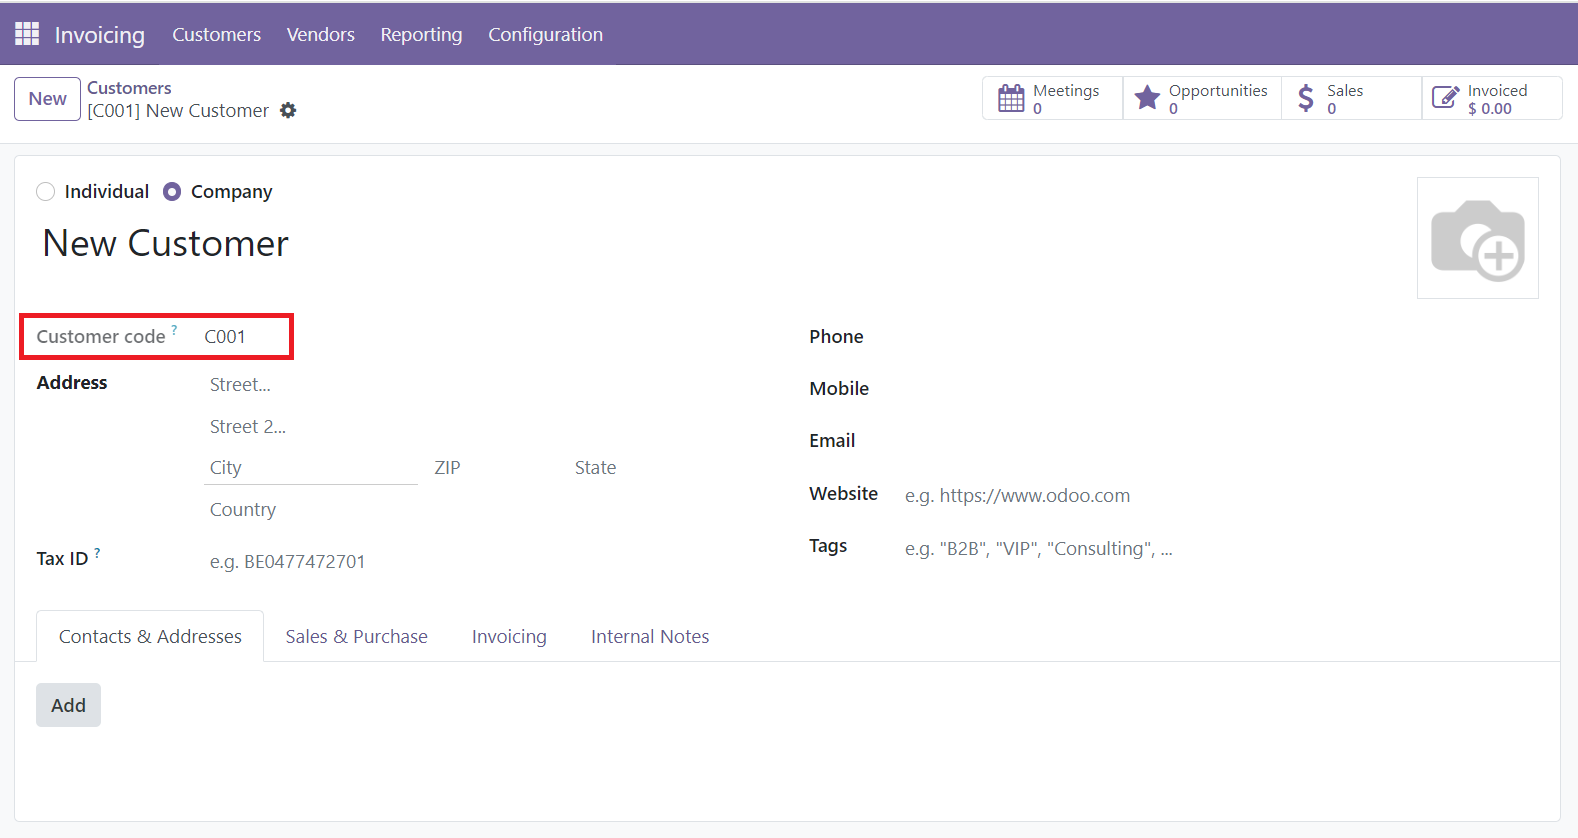 Invoicing Customers Vendors Reporting Configuration
New
Customers
[C001] New Customer
Meetings
0
Opportunities
0
Sales
0
Invoiced
$ 0.00
Individual Company
New Customer
Customer code ? C001
Address Street...
Street 2...
City ZIP State
Country
Tax ID ? e.g. BE0477472701
Phone
Mobile
Email
Website e.g. https://www.odoo.com
Tags e.g. "B2B", "VIP", "Consulting", ...
Contacts & Addresses Sales & Purchase Invoicing Internal Notes
Add